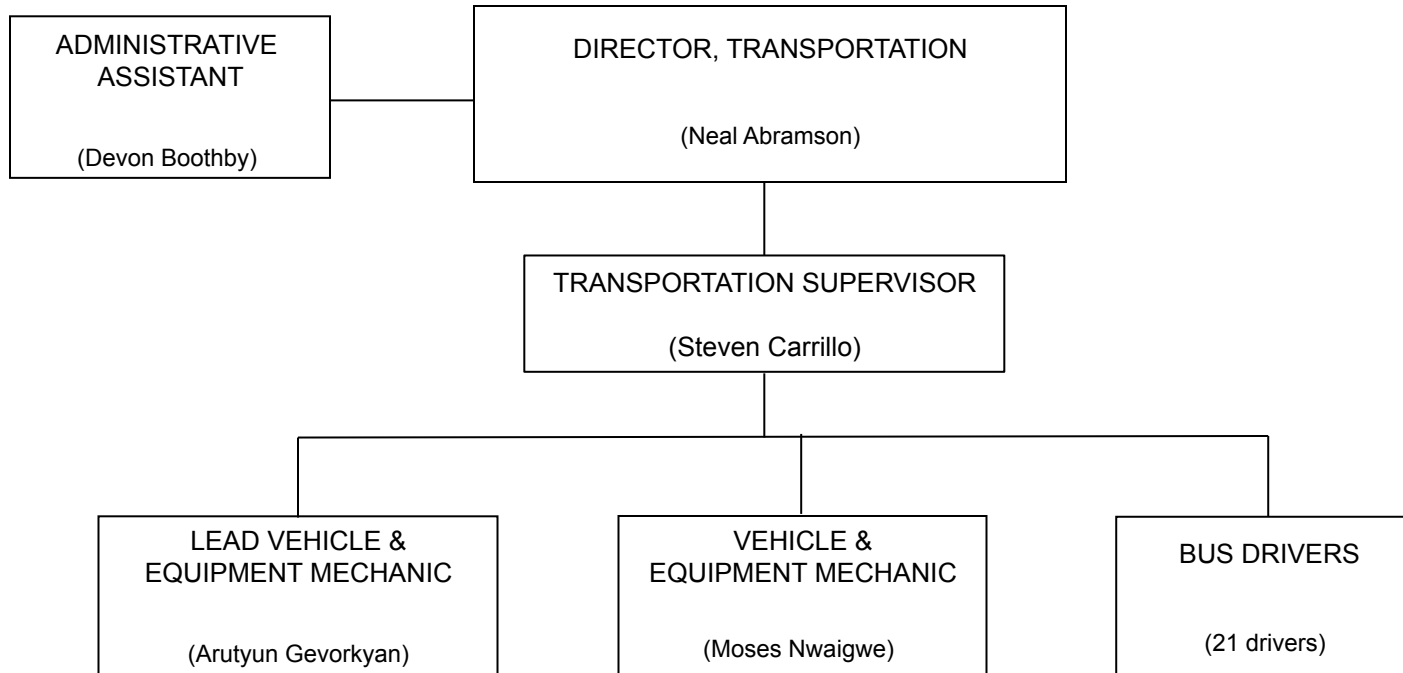 ADMINISTRATIVE
ASSISTANT
(Devon Boothby)
DIRECTOR, TRANSPORTATION
(Neal Abramson)
TRANSPORTATION SUPERVISOR
(Steven Carrillo)
LEAD VEHICLE &
EQUIPMENT MECHANIC
(Arutyun Gevorkyan)
VEHICLE &
EQUIPMENT MECHANIC
(Moses Nwaigwe)
BUS DRIVERS
(21 drivers)